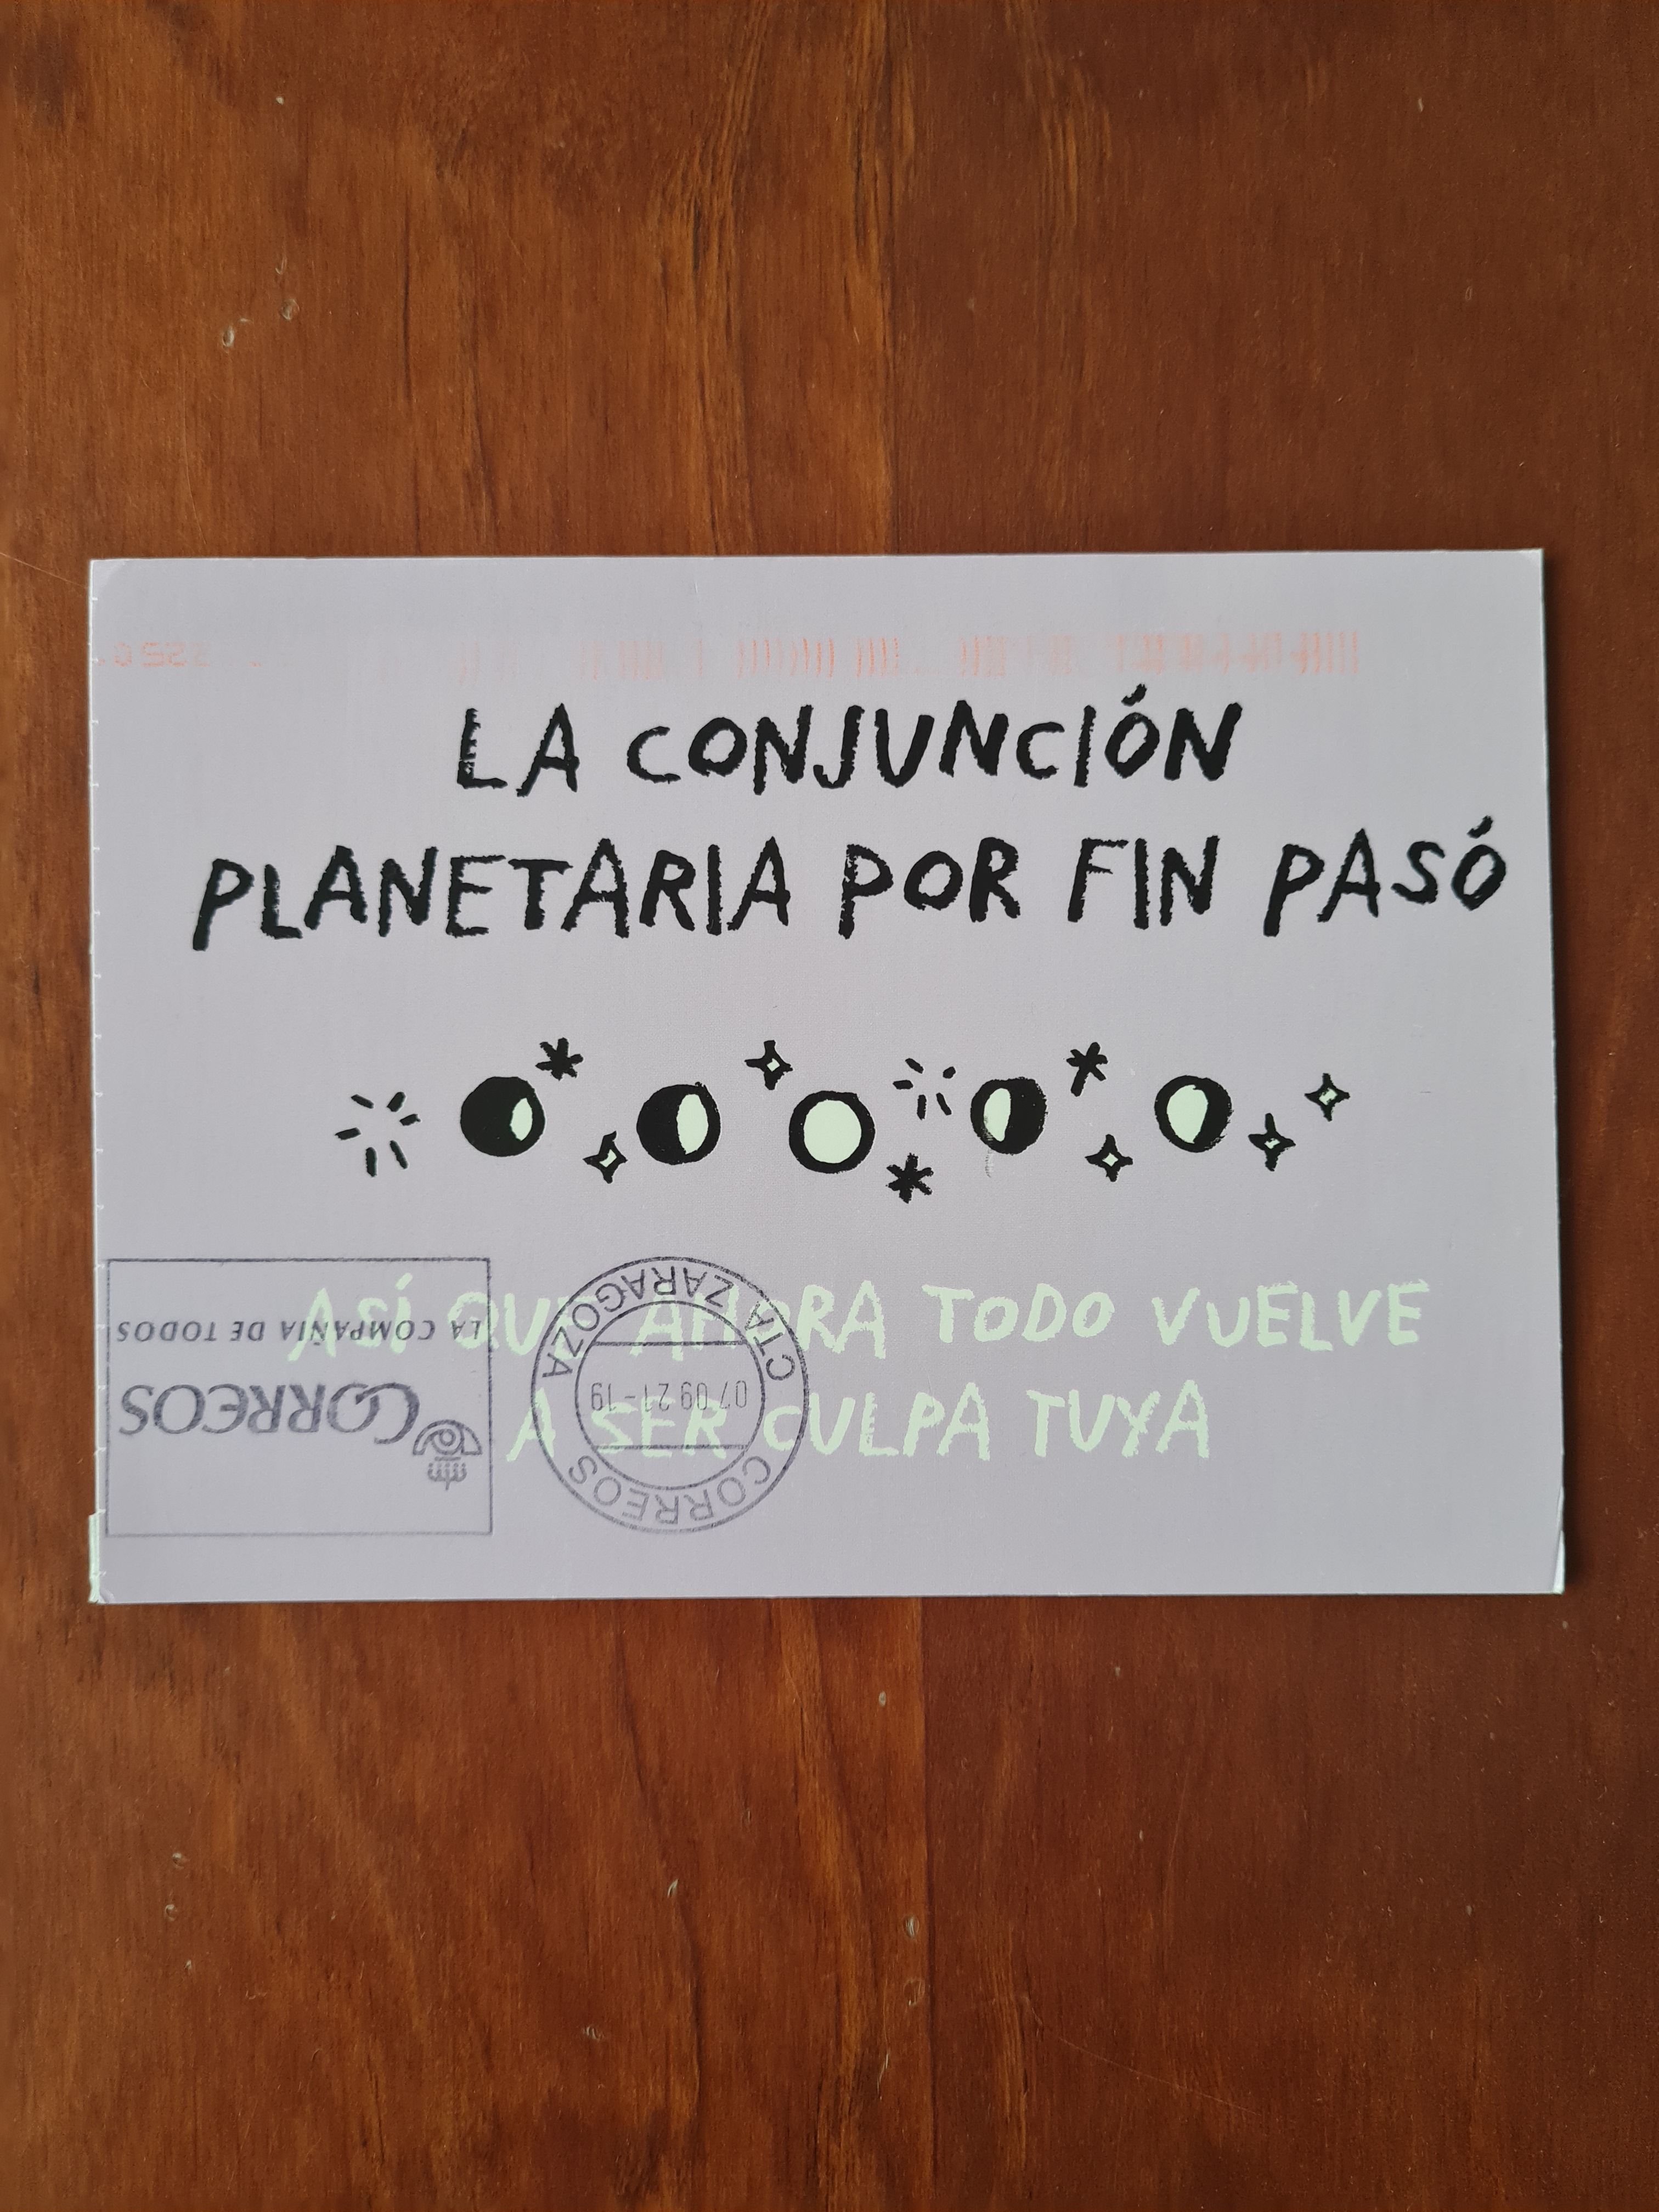 LA CONJUNCIÓN
PLANETARIA POR FIN PASÓ
ASÍ QUE AHORA TODO VUELVE
A SER CULPA TUYA
CORREOS
LA COMPAÑIA DE TODOS
CORREOS
07 09 21-19
CTA ZARAGOZA